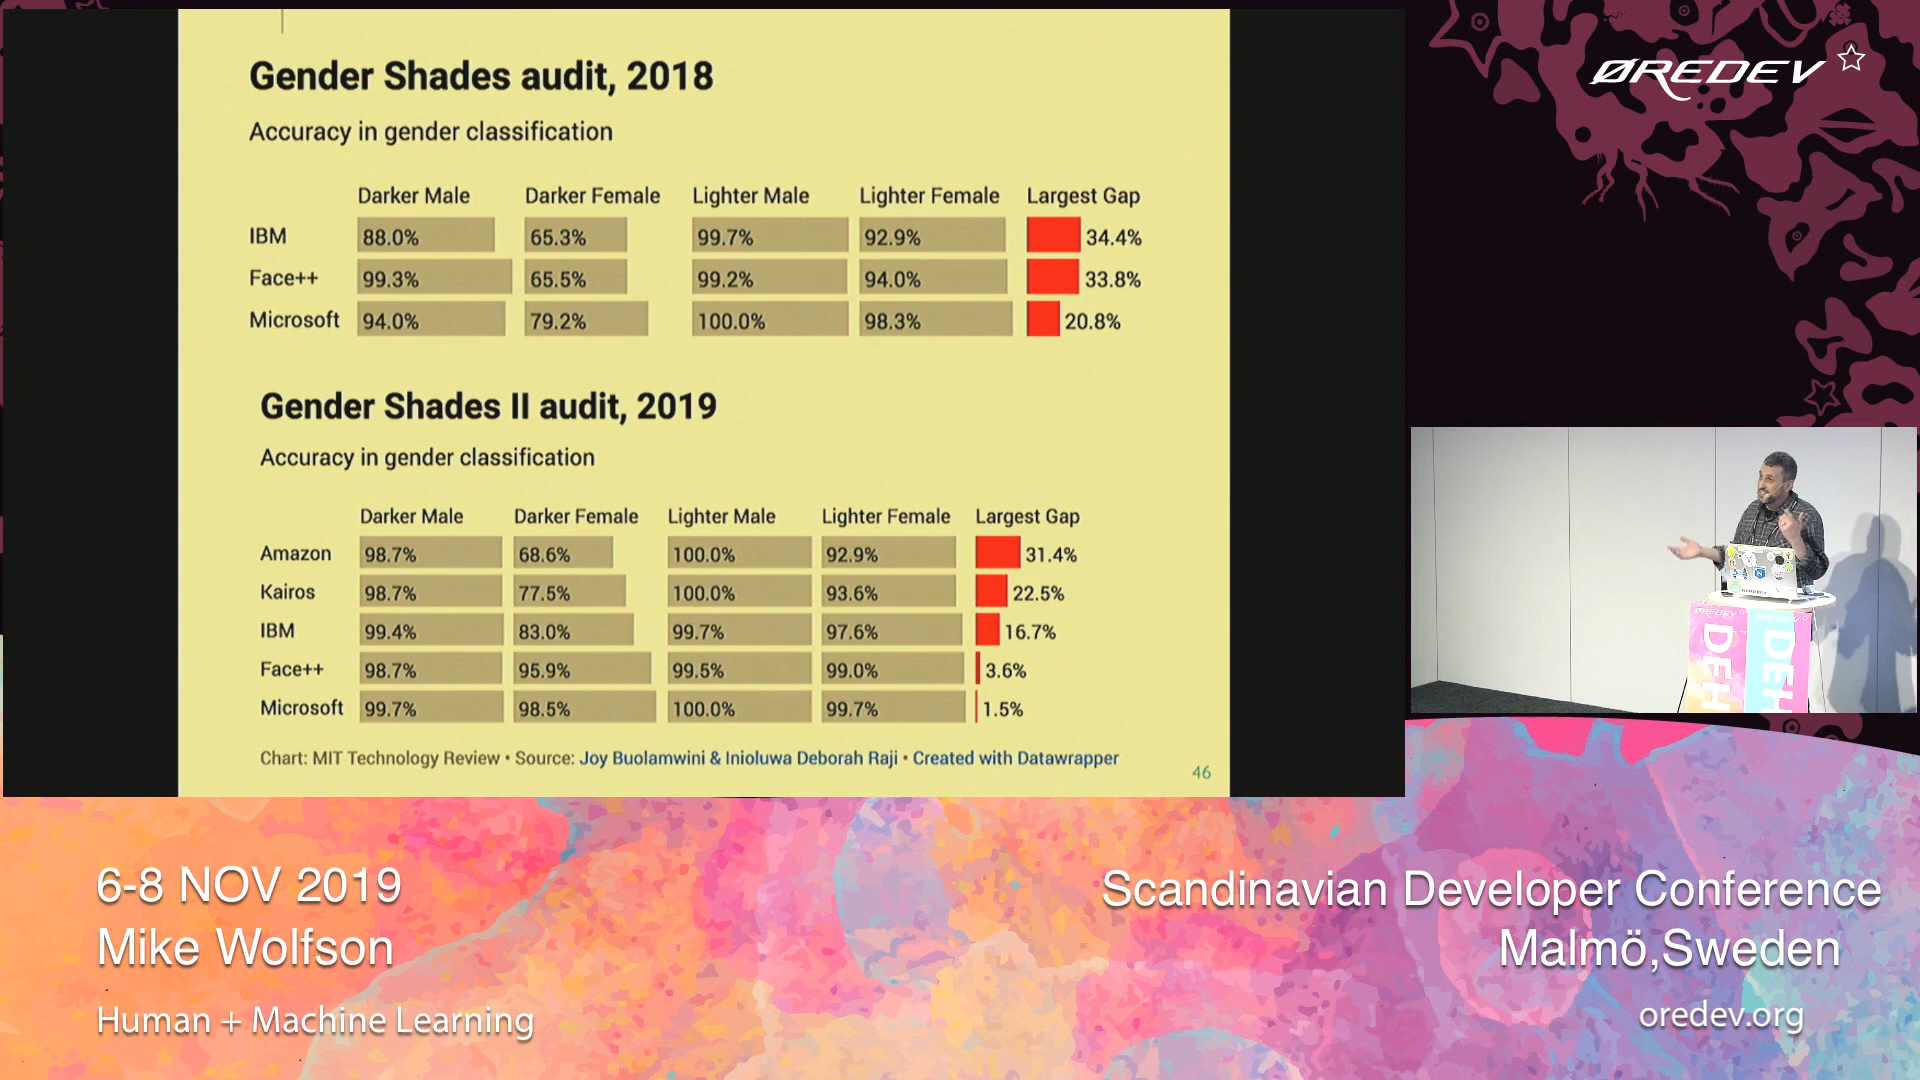 Gender Shades audit, 2018
Accuracy in gender classification
Darker Male Darker Female Lighter Male Lighter Female Largest Gap
IBM 88.0% 65.3% 99.7% 92.9% 34.4%
Face++ 99.3% 65.5% 99.2% 94.0% 33.8%
Microsoft 94.0% 79.2% 100.0% 98.3% 20.8%
Gender Shades II audit, 2019
Accuracy in gender classification
Darker Male Darker Female Lighter Male Lighter Female Largest Gap
Amazon 98.7% 68.6% 100.0% 92.9% 31.4%
Kairos 98.7% 77.5% 100.0% 93.6% 22.5%
IBM 99.4% 83.0% 99.7% 97.6% 16.7%
Face++ 98.7% 95.9% 99.5% 99.0% 3.6%
Microsoft 99.7% 98.5% 100.0% 99.7% 1.5%
Chart: MIT Technology Review • Source: Joy Buolamwini & Inioluwa Deborah Raji • Created with Datawrapper
46
ØREDEV
ØREDEV
DEH
DEH
6-8 NOV 2019
Mike Wolfson
Human + Machine Learning
Scandinavian Developer Conference
Malmö,Sweden
oredev.org